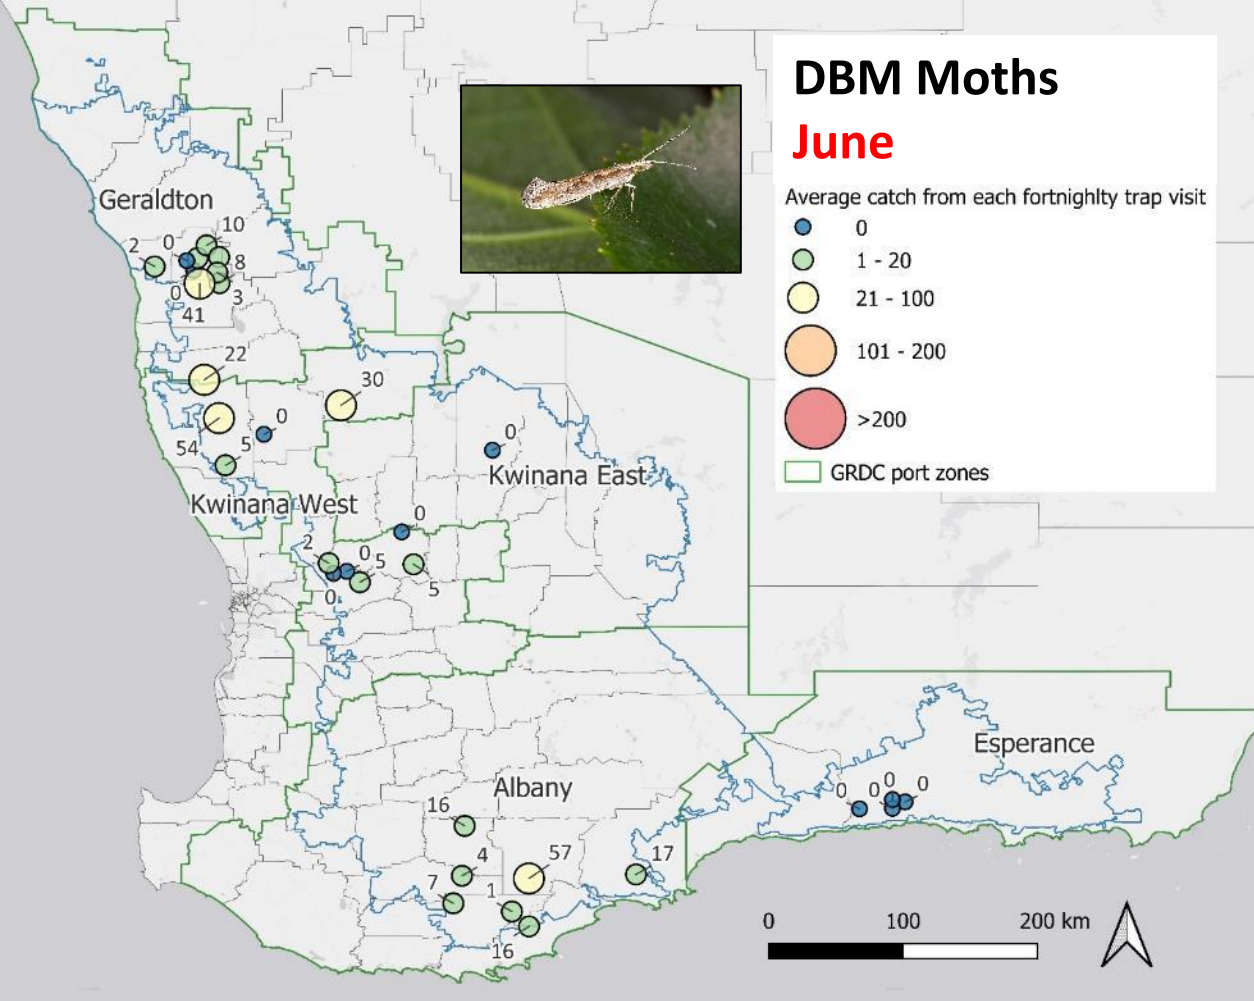 DBM Moths
June
Average catch from each fortnighlty trap visit
0
1 - 20
21 - 100
101 - 200
>200
GRDC port zones
Geraldton
10
2
0
8
0
3
41
22
30
0
54
5
0
Kwinana East
Kwinana West
0
2
0
5
5
0
Esperance
0
0
0
0
Albany
16
4
57
17
7
1
16
0 100 200 km